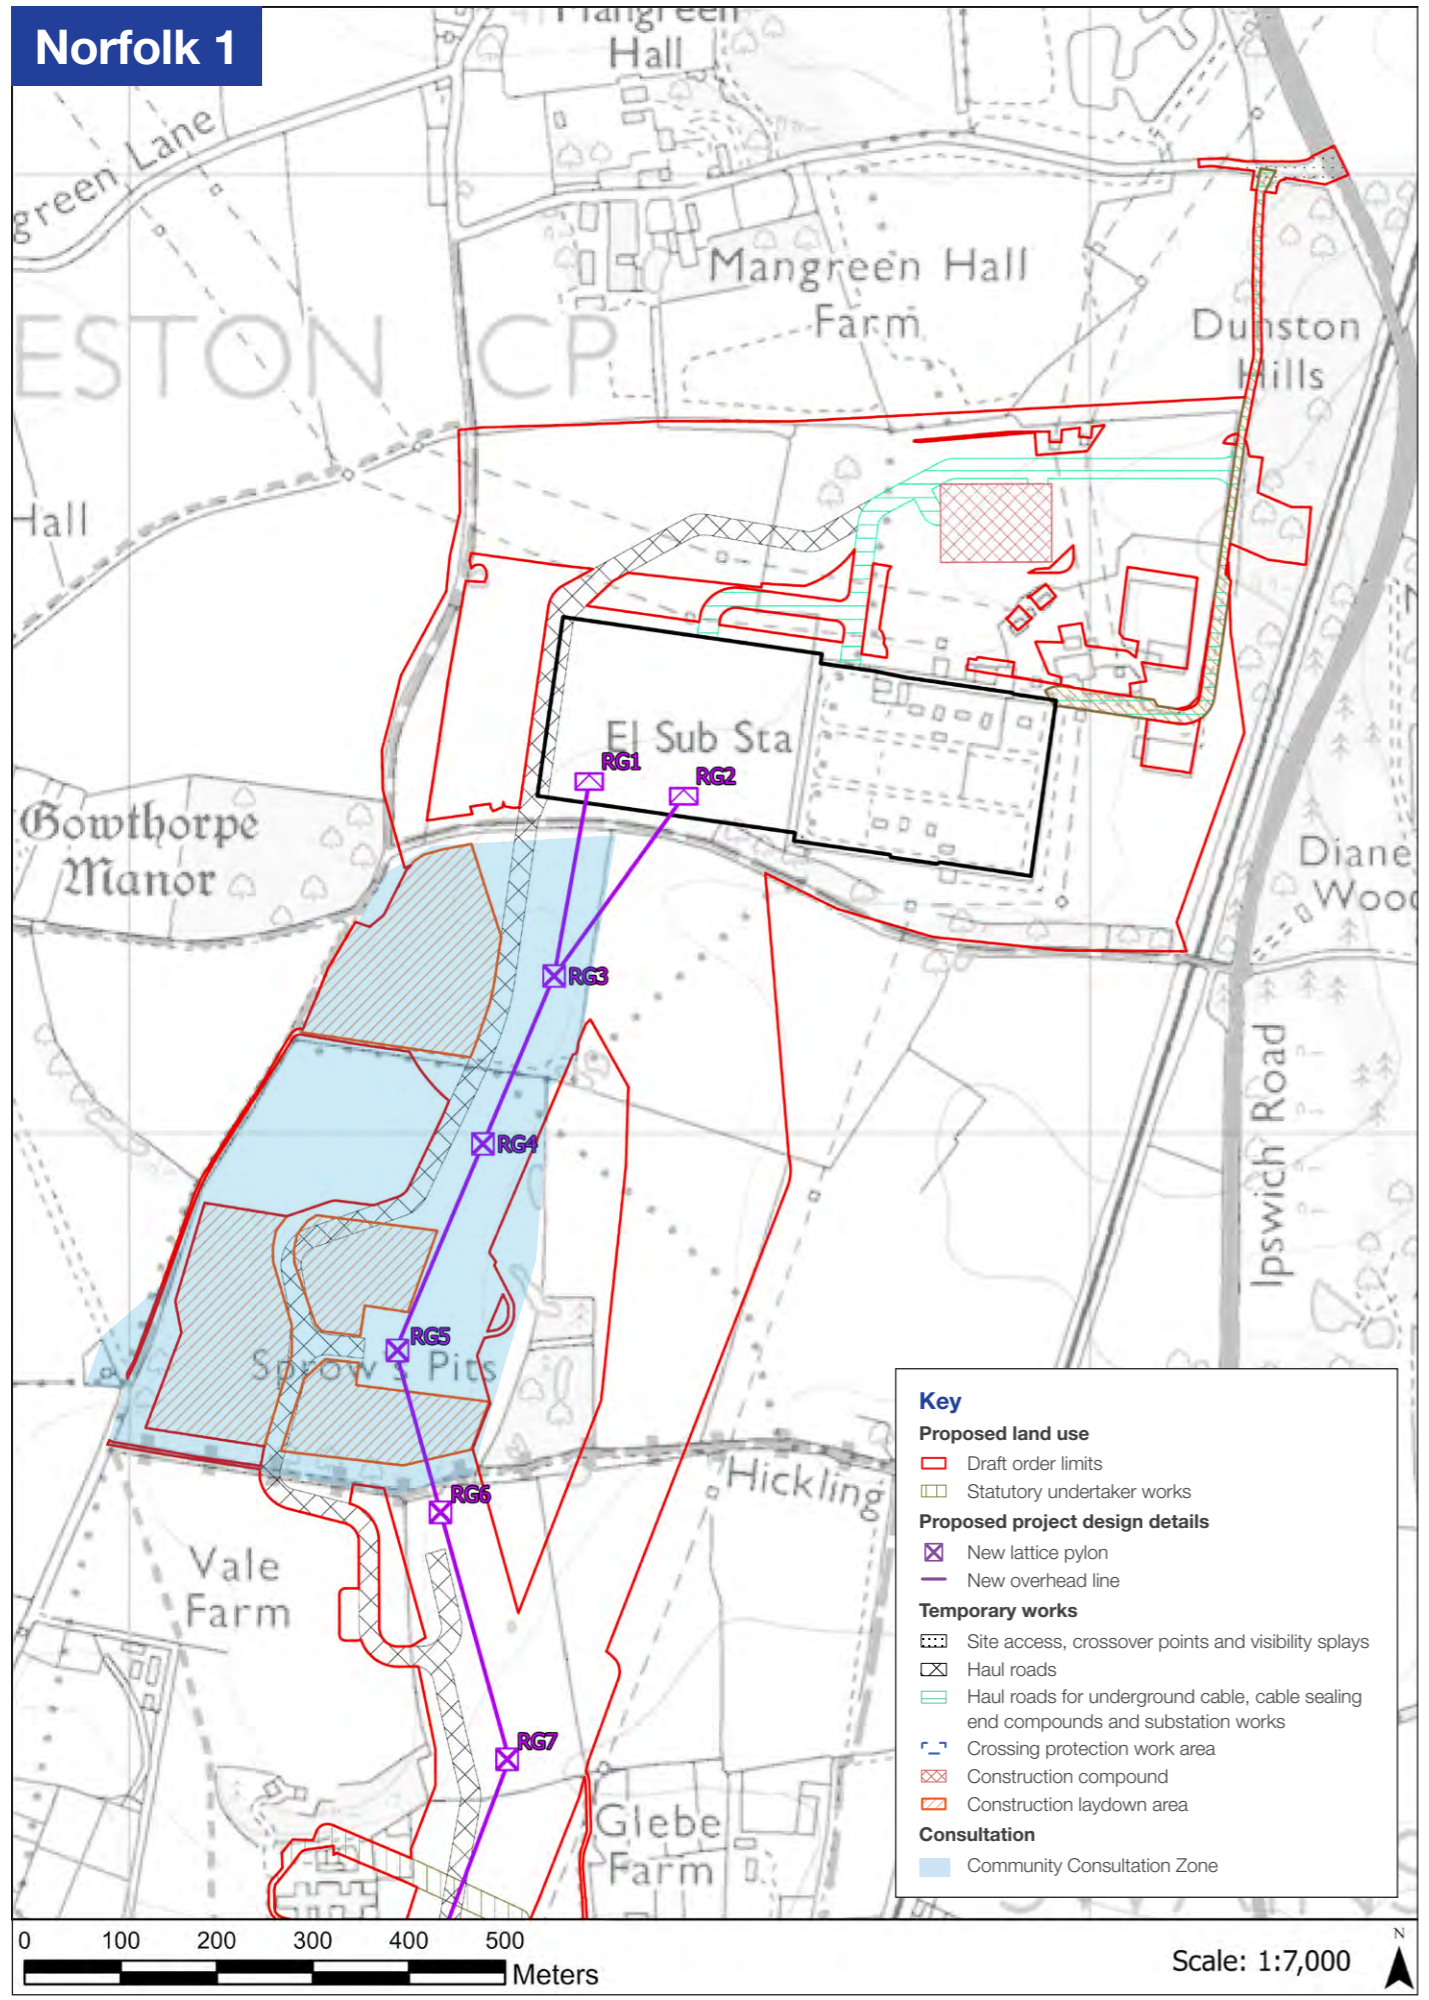 Norfolk 1
Mangreen
Hall
green Lane
Mangreen Hall
Farm
ESTON CP
Dunston
Hills
Hall
El Sub Sta
RG1
RG2
Gowthorpe
Manor
Diane
Wood
RG3
RG4
Ipswich Road
RG5
Sprow's Pits
Hickling
RG6
Vale
Farm
RG7
Glebe
Farm
Key
Proposed land use
Draft order limits
Statutory undertaker works
Proposed project design details
New lattice pylon
New overhead line
Temporary works
Site access, crossover points and visibility splays
Haul roads
Haul roads for underground cable, cable sealing
end compounds and substation works
Crossing protection work area
Construction compound
Construction laydown area
Consultation
Community Consultation Zone
0 100 200 300 400 500
Meters
Scale: 1:7,000
N